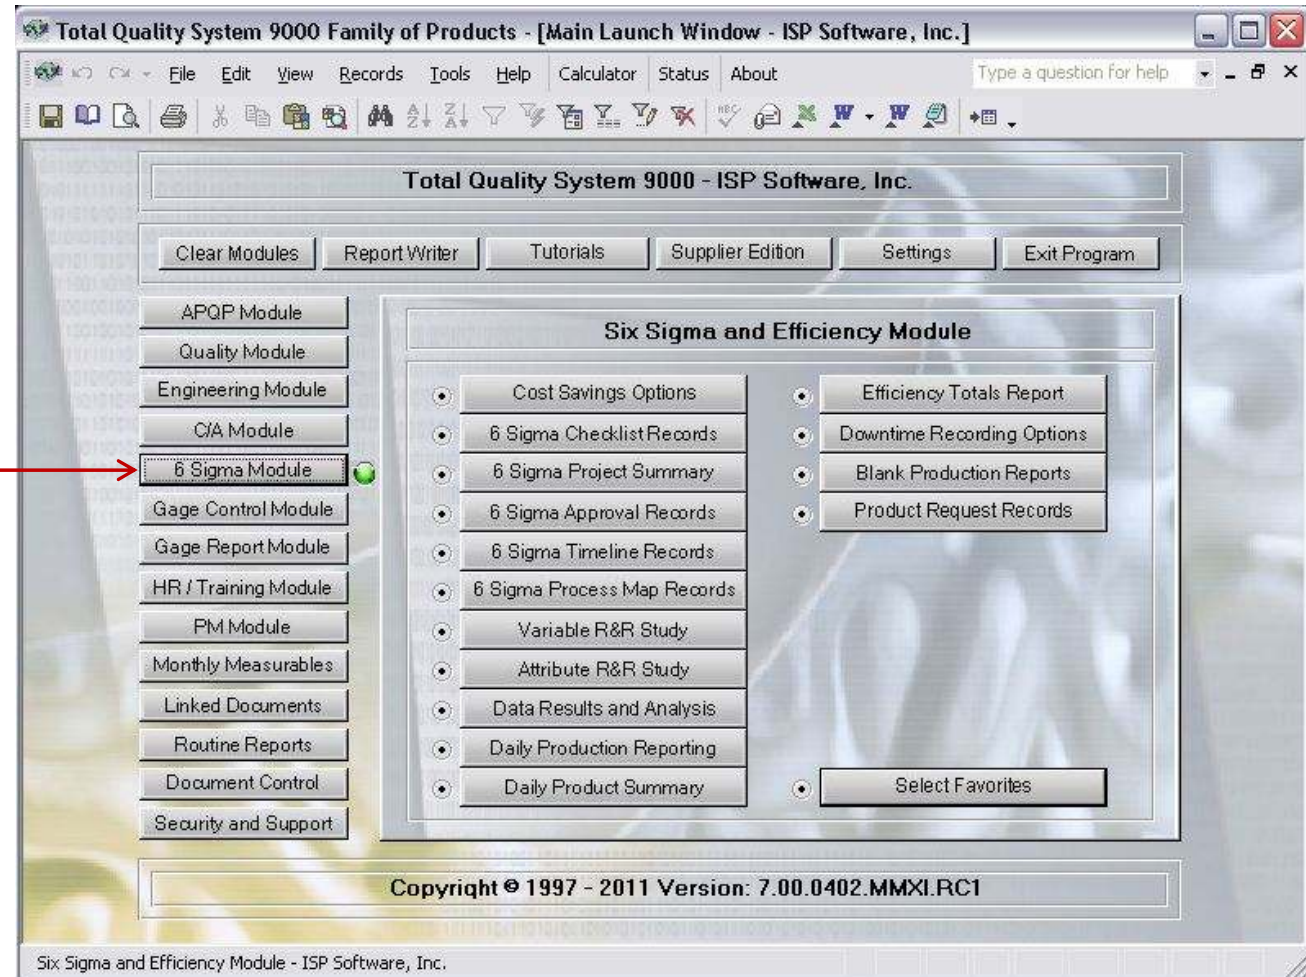 Total Quality System 9000 Family of Products - [Main Launch Window - ISP Software, Inc.]
File Edit View Records Tools Help Calculator Status About Type a question for help
Total Quality System 9000 - ISP Software, Inc.
Clear Modules Report Writer Tutorials Supplier Edition Settings Exit Program
APQP Module
Quality Module
Engineering Module
C/A Module
6 Sigma Module
Gage Control Module
Gage Report Module
HR / Training Module
PM Module
Monthly Measurables
Linked Documents
Routine Reports
Document Control
Security and Support
Six Sigma and Efficiency Module
Cost Savings Options
6 Sigma Checklist Records
6 Sigma Project Summary
6 Sigma Approval Records
6 Sigma Timeline Records
6 Sigma Process Map Records
Variable R&R Study
Attribute R&R Study
Data Results and Analysis
Daily Production Reporting
Daily Product Summary
Efficiency Totals Report
Downtime Recording Options
Blank Production Reports
Product Request Records
Select Favorites
Copyright © 1997 - 2011 Version: 7.00.0402.MMXI.RC1
Six Sigma and Efficiency Module - ISP Software, Inc.